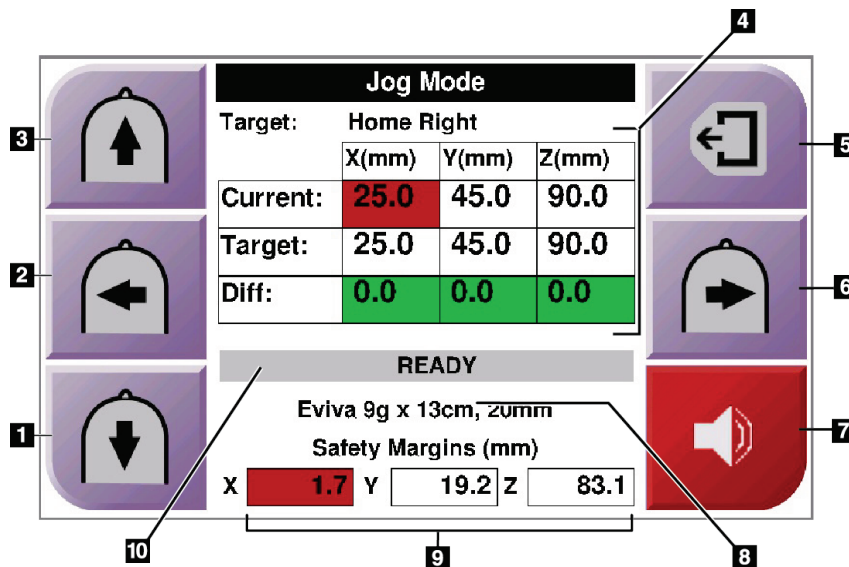 4
Jog Mode
Target: Home Right
X(mm) Y(mm) Z(mm)
Current: 25.0 45.0 90.0
Target: 25.0 45.0 90.0
Diff: 0.0 0.0 0.0
READY
Eviva 9g x 13cm, 20mm
Safety Margins (mm)
X 1.7 Y 19.2 Z 83.1
3
2
1
5
6
7
10
9
8